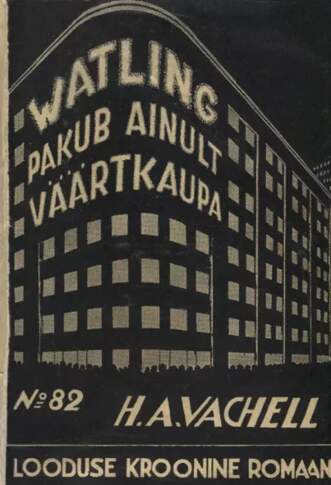 WATLING
PAKUB AINULT
VÄÄRTKAUPA
Nº 82
H.A.VACHELL
LOODUSE KROONINE ROMAAN